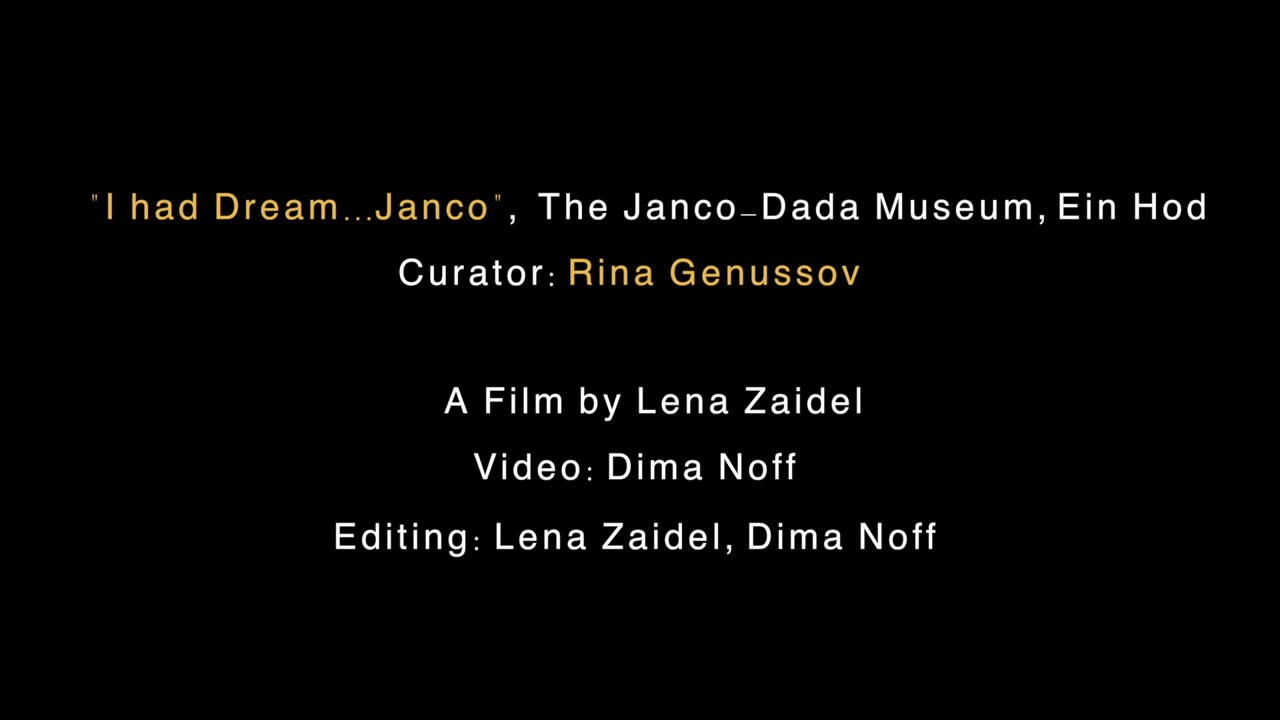 "I had Dream...Janco", The Janco-Dada Museum, Ein Hod
Curator: Rina Genussov
A Film by Lena Zaidel
Video: Dima Noff
Editing: Lena Zaidel, Dima Noff